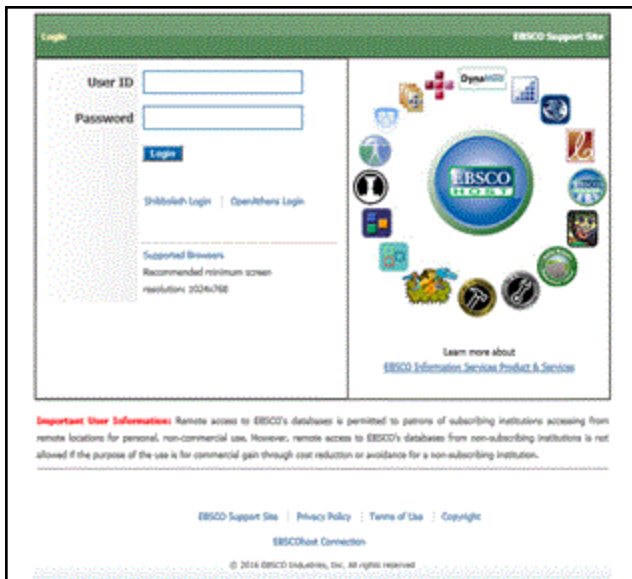 Login
EBSCO Support Site
User ID
Password
Login
Shibboleth Login OpenAthens Login
Supported Browsers
Recommended minimum screen
resolution: 1024x768
DynaMed
EBSCO
HOST
Learn more about
EBSCO Information Services Product & Services
Important User Information: Remote access to EBSCO's databases is permitted to patrons of subscribing institutions accessing from
remote locations for personal, non-commercial use. However, remote access to EBSCO's databases from non-subscribing institutions is not
allowed if the purpose of the use is for commercial gain through cost reduction or avoidance for a non-subscribing institution.
EBSCO Support Site Privacy Policy Terms of Use Copyright
EBSCOhost Connection
© 2016 EBSCO Industries, Inc. All rights reserved